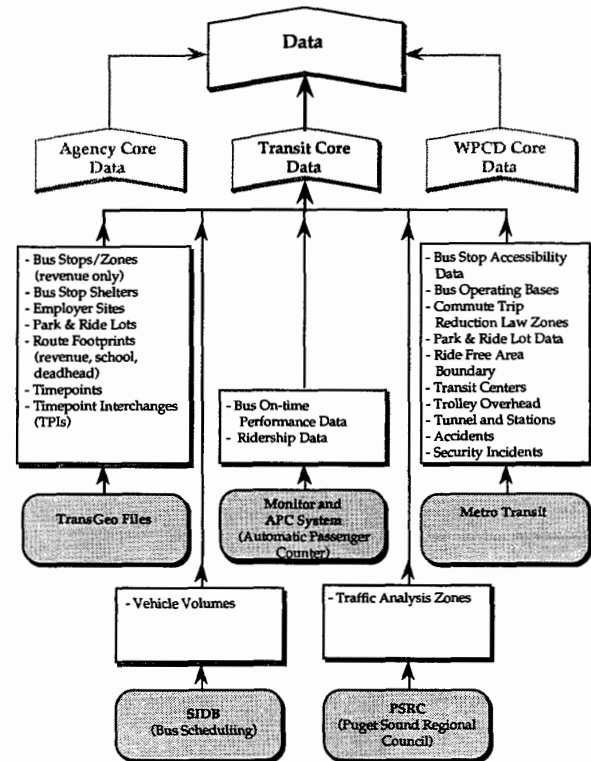 Data
Agency Core
Data
Transit Core
Data
WPCD Core
Data
- Bus Stops/Zones
(revenue only)
- Bus Stop Shelters
- Employer Sites
- Park & Ride Lots
- Route Footprints
(revenue, school,
deadhead)
- Timepoints
- Timepoint Interchanges
(TPIs)
- Bus On-time
Performance Data
- Ridership Data
- Bus Stop Accessibility
Data
- Bus Operating Bases
- Commute Trip
Reduction Law Zones
- Park & Ride Lot Data
- Ride Free Area
Boundary
- Transit Centers
- Trolley Overhead
- Tunnel and Stations
- Accidents
- Security Incidents
TransGeo Files
Monitor and
APC System
(Automatic Passenger
Counter)
Metro Transit
- Vehicle Volumes
- Traffic Analysis Zones
SIDB
(Bus Scheduling)
PSRC
(Puget Sound Regional
Council)